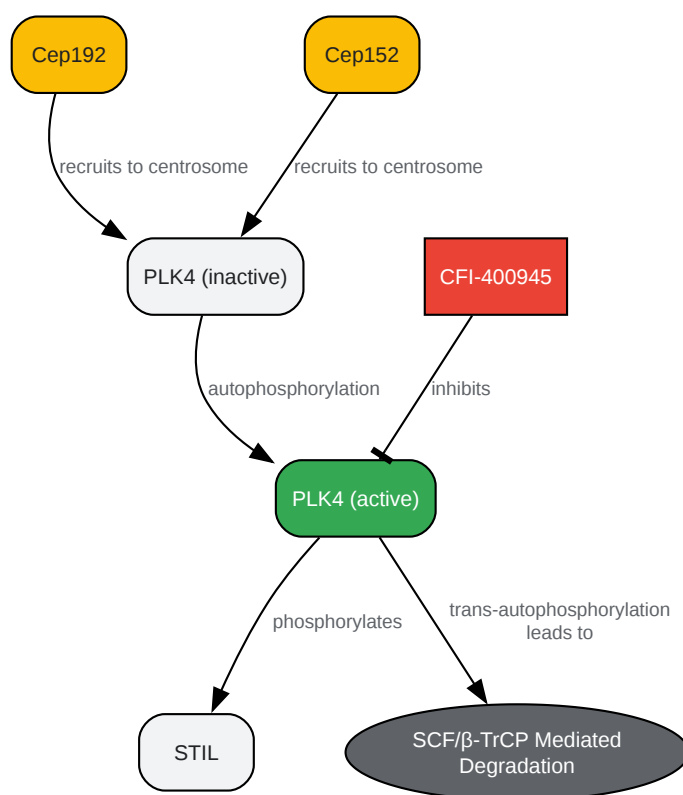 Cep192
Cep152
recruits to centrosome
recruits to centrosome
PLK4 (inactive)
CFI-400945
autophosphorylation
inhibits
PLK4 (active)
phosphorylates
trans-autophosphorylation
leads to
STIL
SCF/β-TrCP Mediated
Degradation